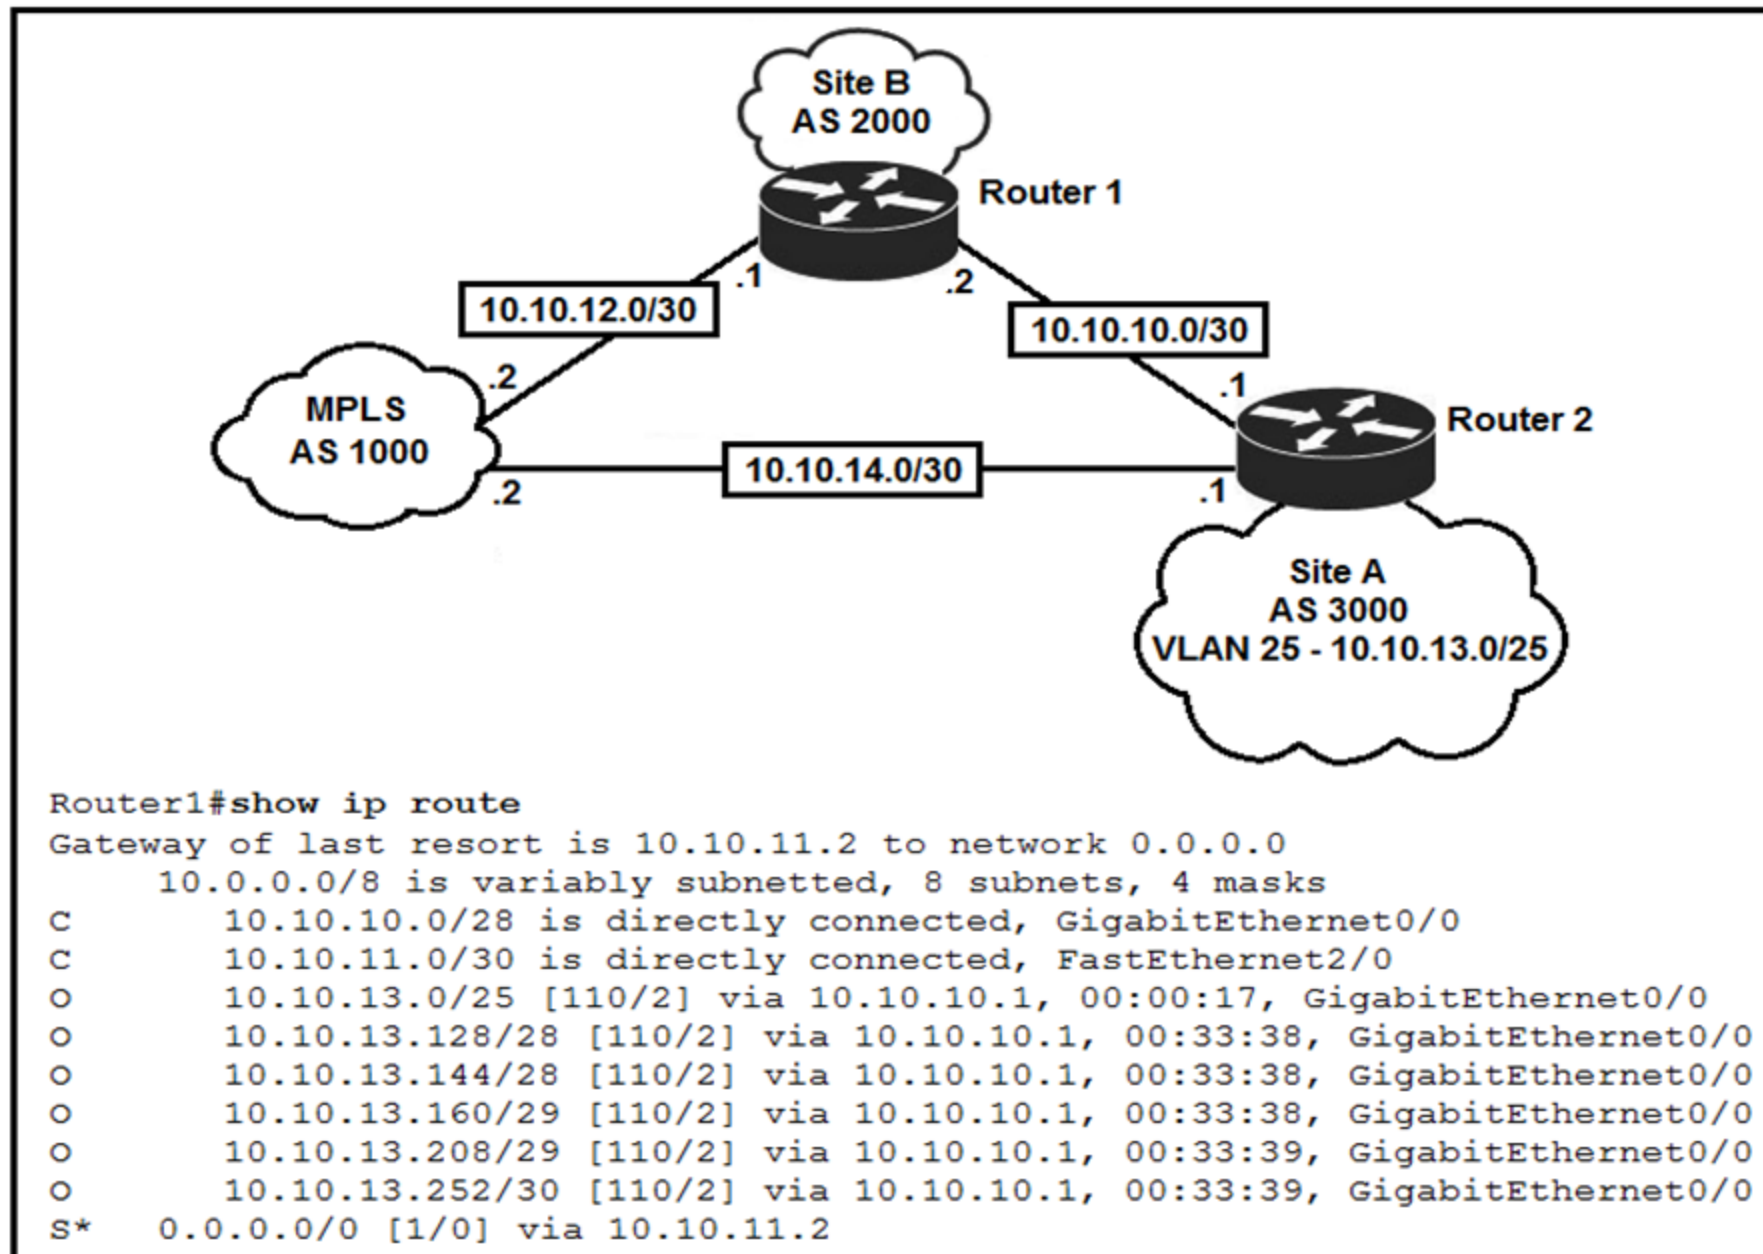 Site B
AS 2000
Router 1
.1
.2
10.10.12.0/30
10.10.10.0/30
.2
.1
MPLS
AS 1000
Router 2
10.10.14.0/30
.2
.1
Site A
AS 3000
VLAN 25 - 10.10.13.0/25
Router1#show ip route
Gateway of last resort is 10.10.11.2 to network 0.0.0.0
10.0.0.0/8 is variably subnetted, 8 subnets, 4 masks
C 10.10.10.0/28 is directly connected, GigabitEthernet0/0
C 10.10.11.0/30 is directly connected, FastEthernet2/0
O 10.10.13.0/25 [110/2] via 10.10.10.1, 00:00:17, GigabitEthernet0/0
O 10.10.13.128/28 [110/2] via 10.10.10.1, 00:33:38, GigabitEthernet0/0
O 10.10.13.144/28 [110/2] via 10.10.10.1, 00:33:38, GigabitEthernet0/0
O 10.10.13.160/29 [110/2] via 10.10.10.1, 00:33:38, GigabitEthernet0/0
O 10.10.13.208/29 [110/2] via 10.10.10.1, 00:33:39, GigabitEthernet0/0
O 10.10.13.252/30 [110/2] via 10.10.10.1, 00:33:39, GigabitEthernet0/0
S* 0.0.0.0/0 [1/0] via 10.10.11.2